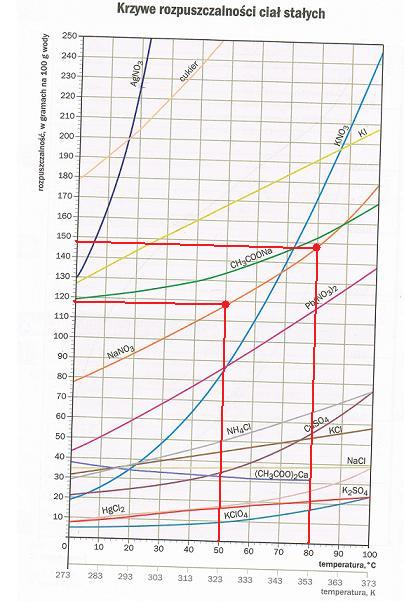 Krzywe rozpuszczalności ciał stałych
rozpuszczalność, w gramach na 100 g wody
250
240
230
220
210
200
190
180
170
160
150
140
130
120
110
100
90
80
70
60
50
40
30
20
10
AgNO3
cukier
KNO3
KI
CH3COONa
Pb(NO3)2
NaNO3
NH4Cl
CuSO4
KCl
(CH3COO)2Ca
NaCl
HgCl2
KClO4
K2SO4
0 10 20 30 40 50 60 70 80 90 100
temperatura, °C
273 283 293 303 313 323 333 343 353 363 373
temperatura, K